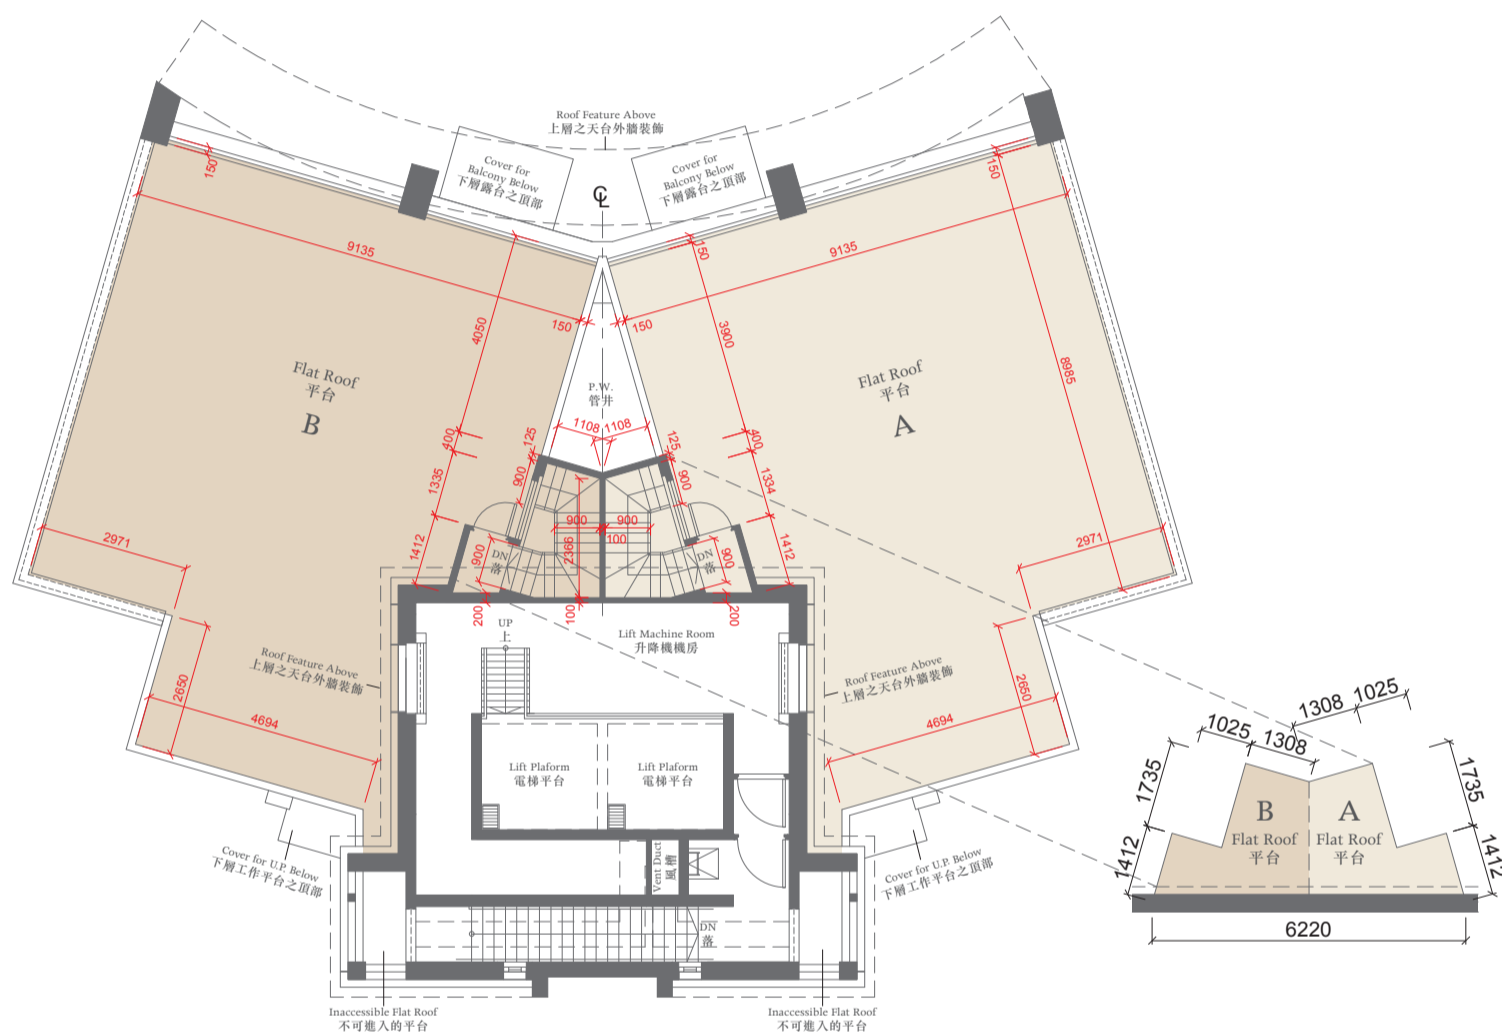 Roof Feature Above
上層之天台外牆裝飾
Cover for
Balcony Below
下層露台之頂部
Cover for
Balcony Below
下層露台之頂部
℄
150
150
150
9135
9135
150
150
4050
3900
8985
Flat Roof
平台
B
Flat Roof
平台
A
P.W.
管井
1108
1108
400
400
125
125
1335
1334
900
900
900
900
100
2366
1412
1412
900
900
DN
落
DN
落
2971
2971
200
100
200
UP
上
Lift Machine Room
升降機機房
Roof Feature Above
上層之天台外牆裝飾
Roof Feature Above
上層之天台外牆裝飾
2650
2650
4694
4694
Lift Plaform
電梯平台
Lift Plaform
電梯平台
Vent Duct
風槽
Cover for U.P. Below
下層工作平台之頂部
Cover for U.P. Below
下層工作平台之頂部
DN
落
Inaccessible Flat Roof
不可進入的平台
Inaccessible Flat Roof
不可進入的平台
1308
1025
1025
1308
1735
1735
1412
1412
B
Flat Roof
平台
A
Flat Roof
平台
6220